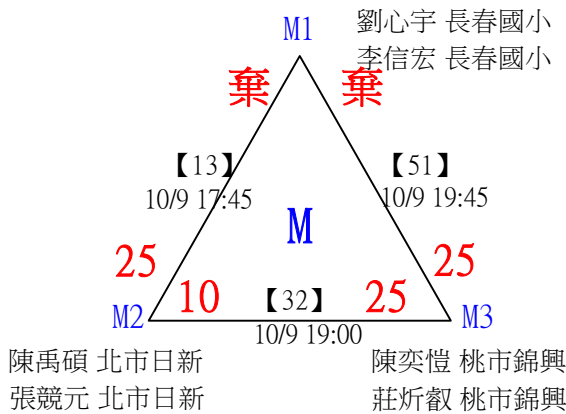 M1
劉心宇 長春國小
李信宏 長春國小
棄 棄
【13】
10/9 17:45
【51】
10/9 19:45
M
25 25
10 【32】 25
M2 10/9 19:00 M3
陳禹碩 北市日新
張競元 北市日新
陳奕愷 桃市錦興
莊炘叡 桃市錦興